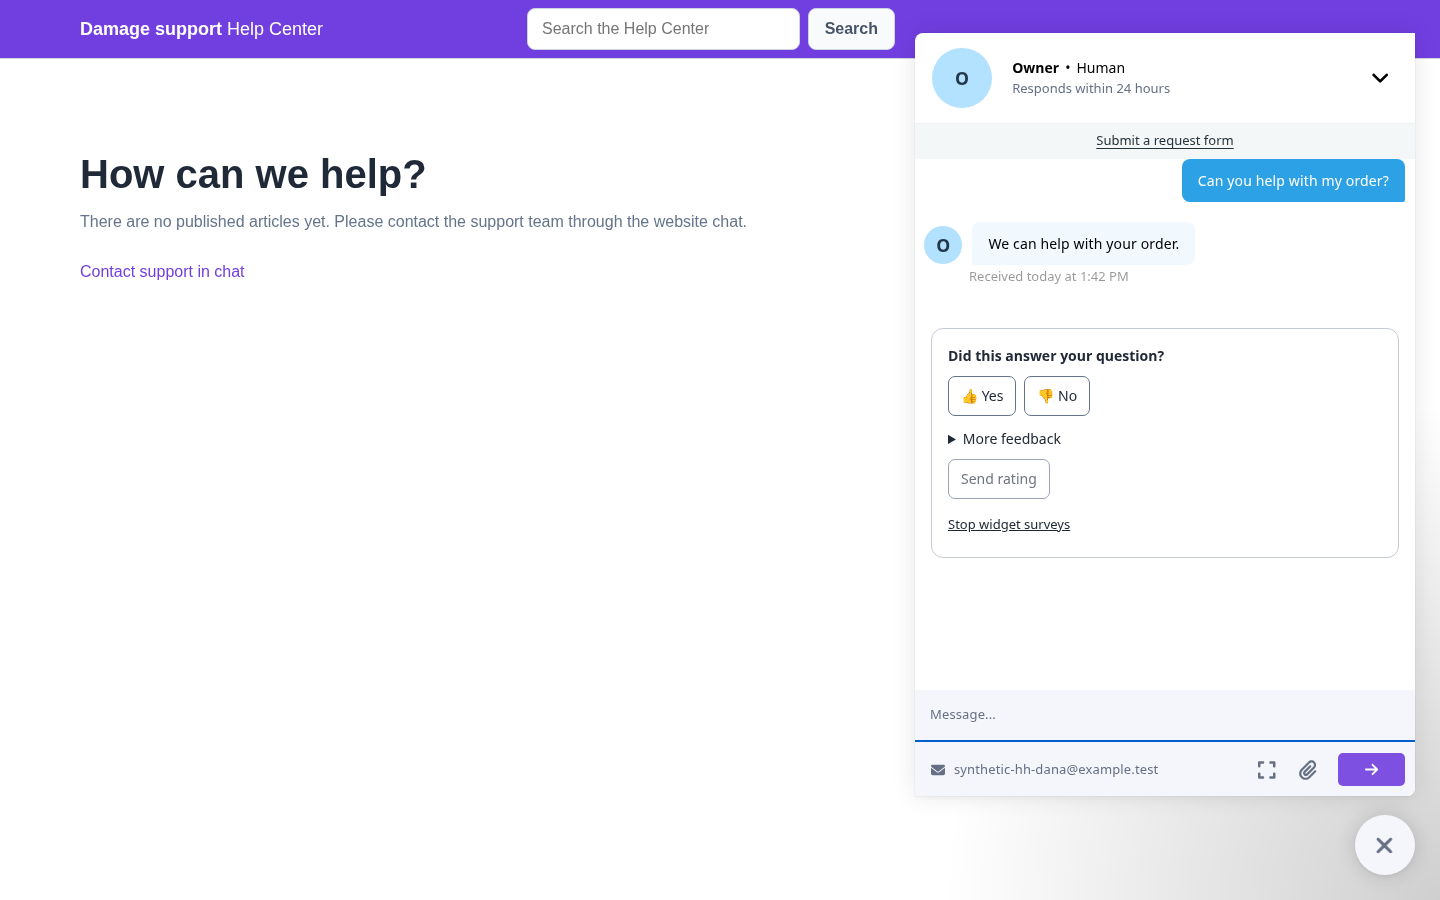 Damage support Help Center
Search the Help Center
Search
How can we help?
There are no published articles yet. Please contact the support team through the website chat.
Contact support in chat
O
Owner • Human
Responds within 24 hours
Submit a request form
Can you help with my order?
O
We can help with your order.
Received today at 1:42 PM
Did this answer your question?
👍 Yes
👎 No
More feedback
Send rating
Stop widget surveys
Message...
synthetic-hh-dana@example.test